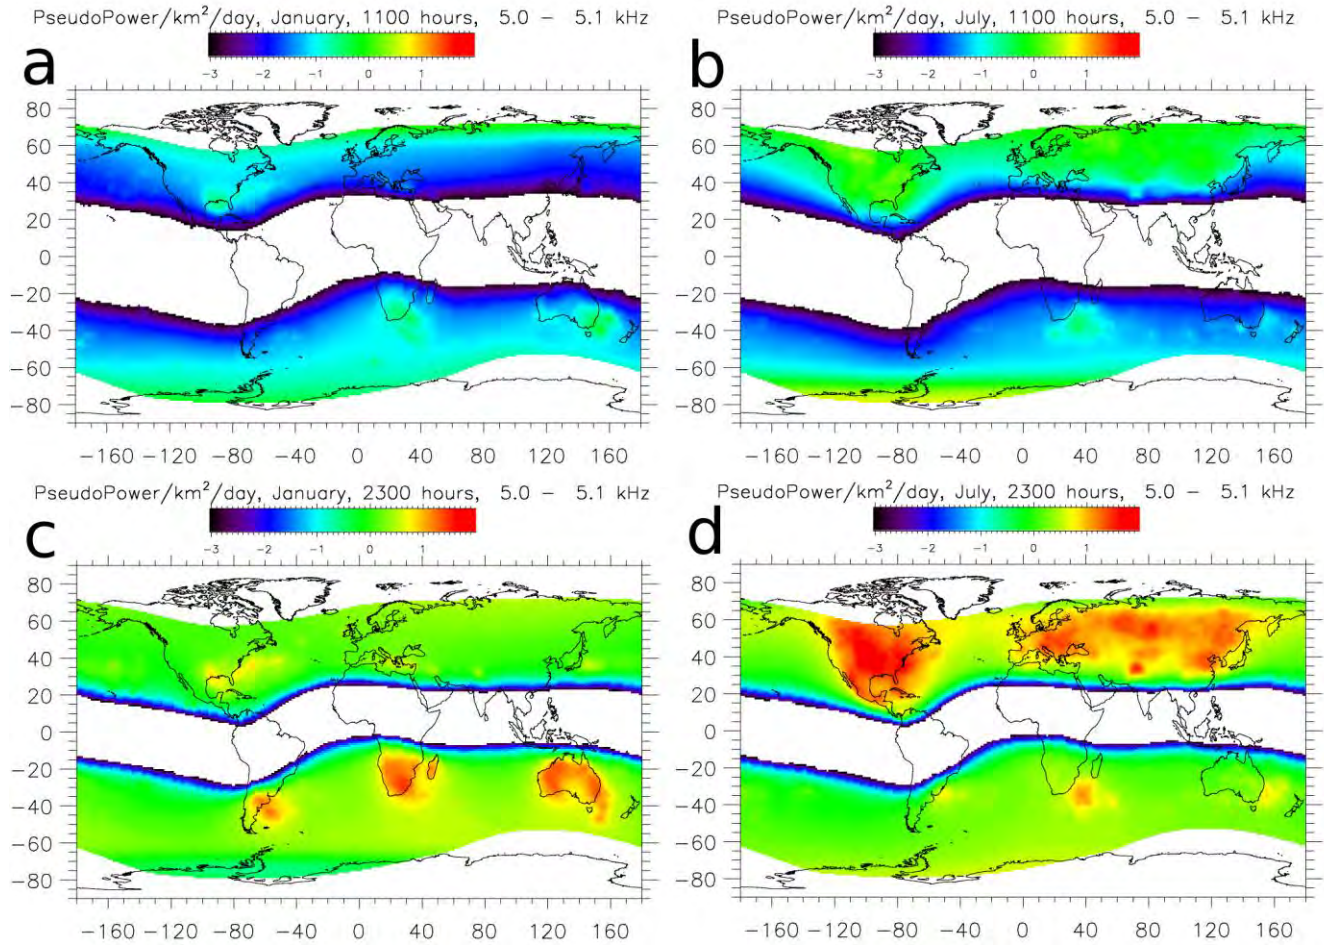 PseudoPower/km²/day, January, 1100 hours, 5.0 – 5.1 kHz
-3 -2 -1 0 1
a
80
60
40
20
0
-20
-40
-60
-80
-160 -120 -80 -40 0 40 80 120 160
PseudoPower/km²/day, July, 1100 hours, 5.0 – 5.1 kHz
-3 -2 -1 0 1
b
80
60
40
20
0
-20
-40
-60
-80
-160 -120 -80 -40 0 40 80 120 160
PseudoPower/km²/day, January, 2300 hours, 5.0 – 5.1 kHz
-3 -2 -1 0 1
c
80
60
40
20
0
-20
-40
-60
-80
-160 -120 -80 -40 0 40 80 120 160
PseudoPower/km²/day, July, 2300 hours, 5.0 – 5.1 kHz
-3 -2 -1 0 1
d
80
60
40
20
0
-20
-40
-60
-80
-160 -120 -80 -40 0 40 80 120 160